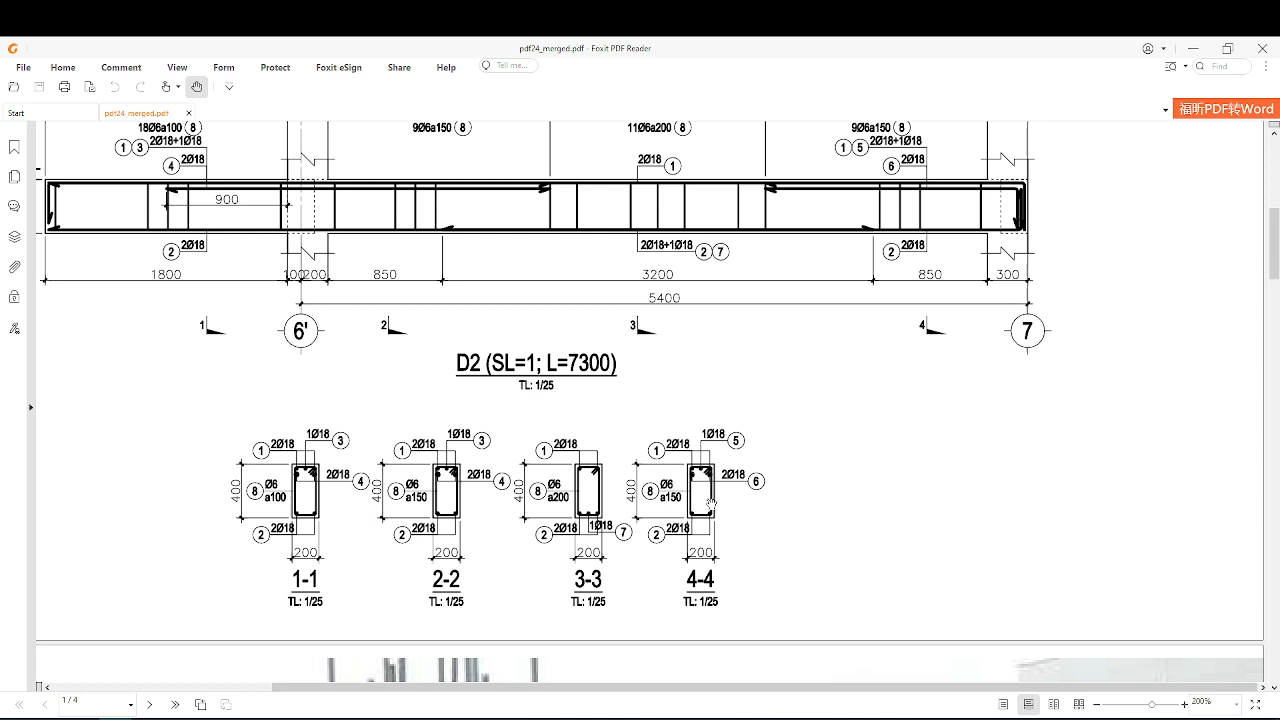 pdf24_merged.pdf - Foxit PDF Reader
File Home Comment View Form Protect Foxit eSign Share Help Tell me... Find
Start pdf24_merged.pdf
福昕PDF转Word
18Ø6a100 8 9Ø6a150 8 11Ø6a200 8 9Ø6a150 8
1 3 2Ø18+1Ø18 1 5 2Ø18+1Ø18
4 2Ø18 2Ø18 1 6 2Ø18
900
2 2Ø18 2Ø18+1Ø18 2 7 2 2Ø18
1800 100 200 850 3200 850 300
5400
1 6' 2 3 4 7
D2 (SL=1; L=7300)
TL: 1/25
1Ø18 3 1Ø18 3 1Ø18 5
1 2Ø18 1 2Ø18 1 2Ø18 1 2Ø18
2Ø18 4 2Ø18 4 2Ø18 6
400 8 Ø6 a100 400 8 Ø6 a150 400 8 Ø6 a200 400 8 Ø6 a150
2 2Ø18 2 2Ø18 2 2Ø18 1Ø18 7 2 2Ø18
200 200 200 200
1-1 2-2 3-3 4-4
TL: 1/25 TL: 1/25 TL: 1/25 TL: 1/25
1 / 4 200%